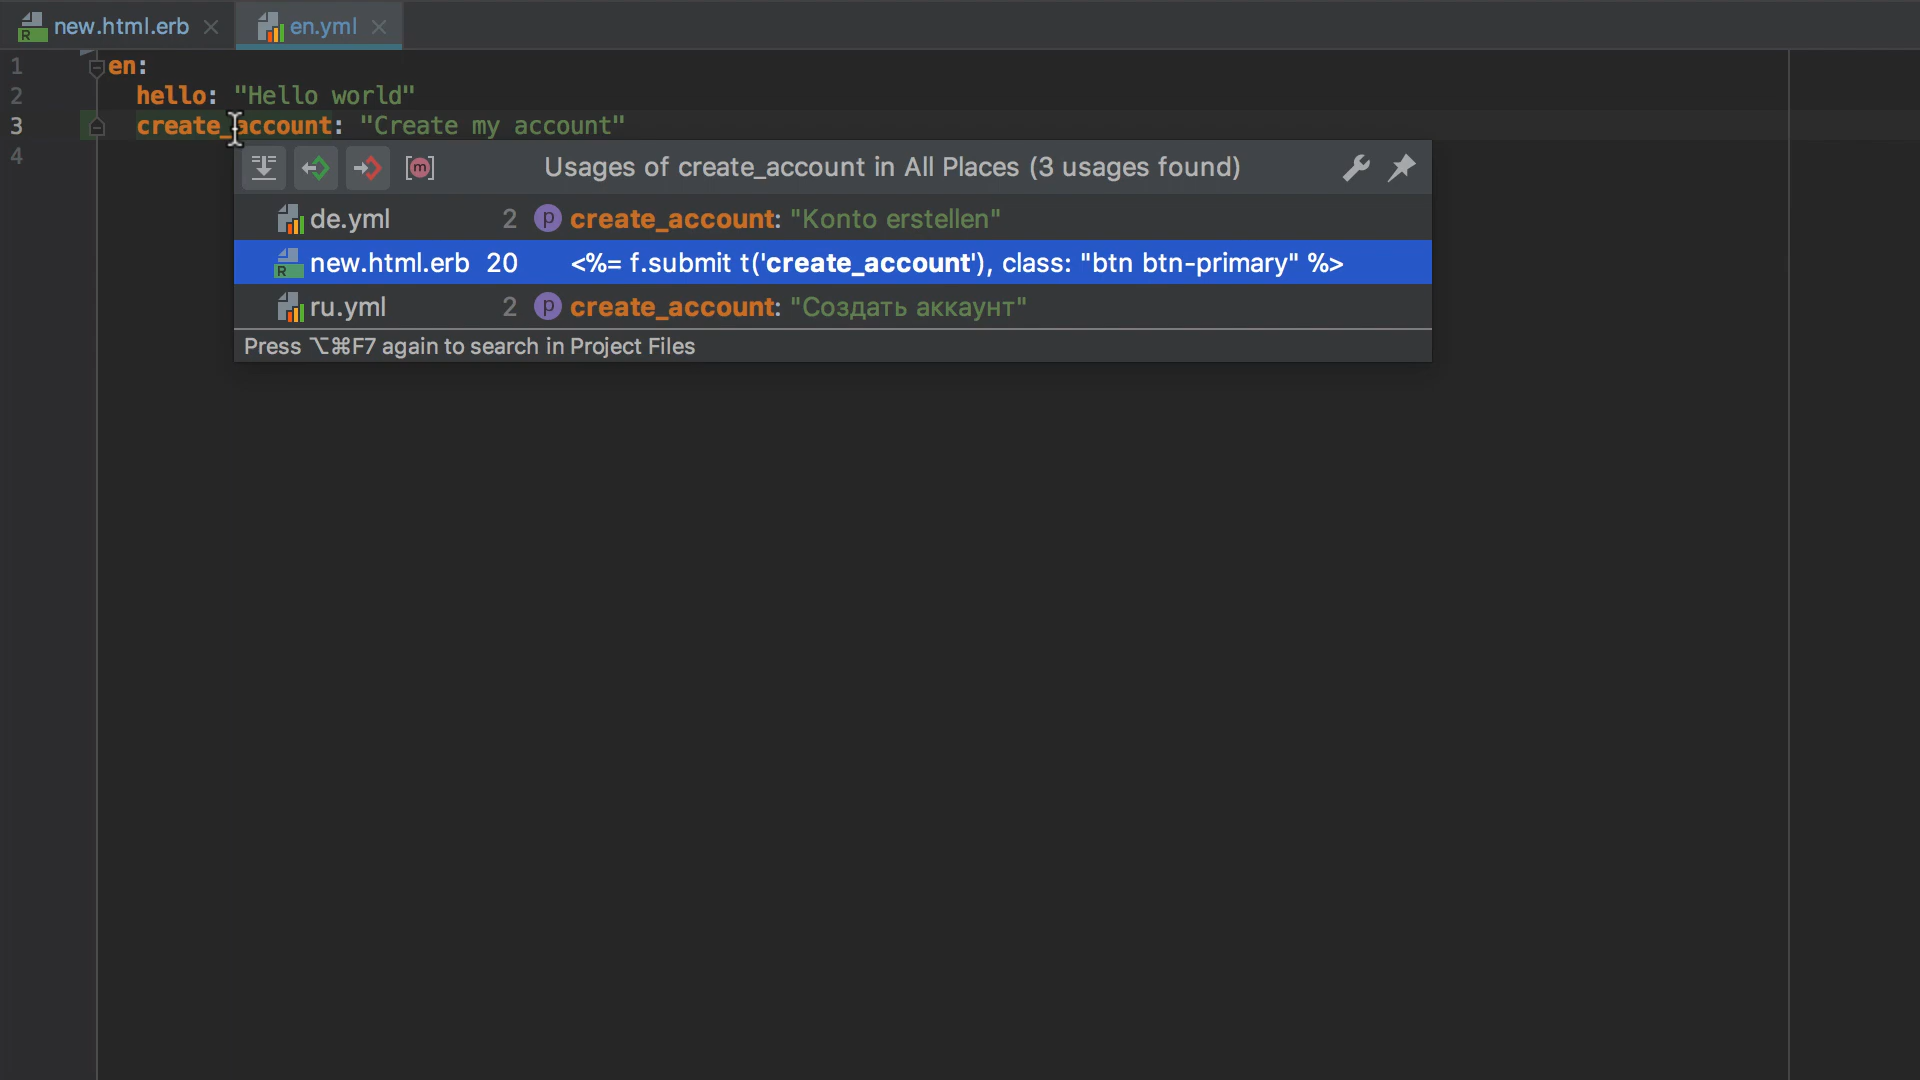 new.html.erb en.yml
1 en:
2 hello: "Hello world"
3 create_account: "Create my account"
4
Usages of create_account in All Places (3 usages found)
de.yml 2 p create_account: "Konto erstellen"
new.html.erb 20 <%= f.submit t('create_account'), class: "btn btn-primary" %>
ru.yml 2 p create_account: "Создать аккаунт"
Press ⌥⌘F7 again to search in Project Files